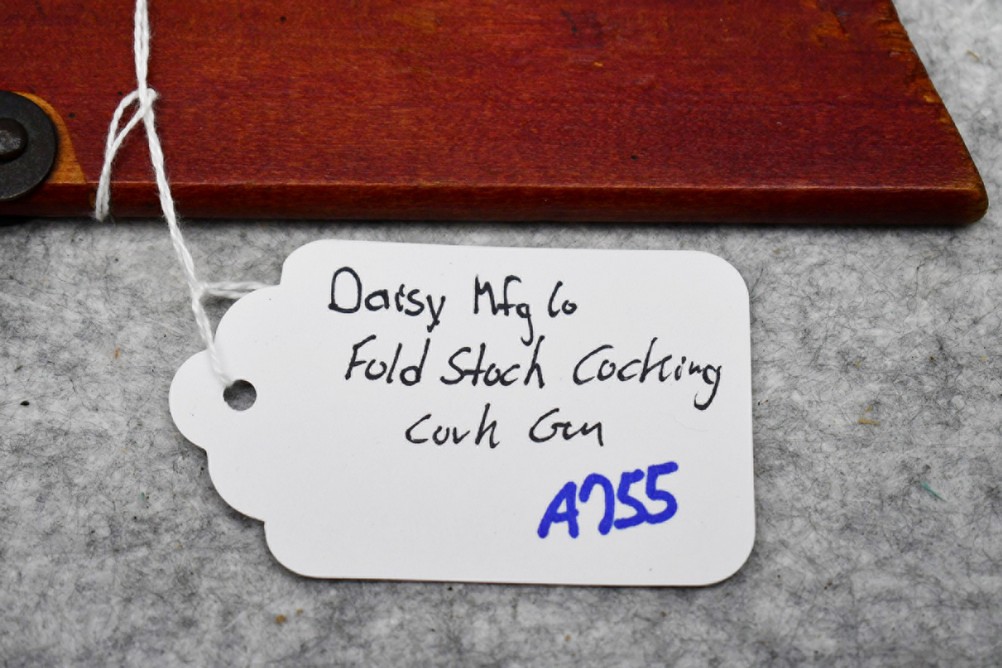 Daisy Mfg Co
Fold Stock Cocking
Cork Gun
A755